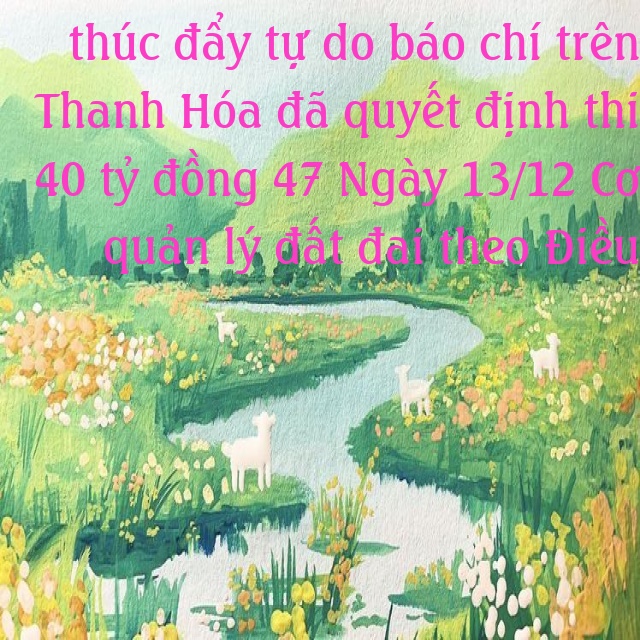 thúc đẩy tự do báo chí trên
Thanh Hóa đã quyết định thi
40 tỷ đồng 47 Ngày 13/12 Cơ
quản lý đất đai theo Điều